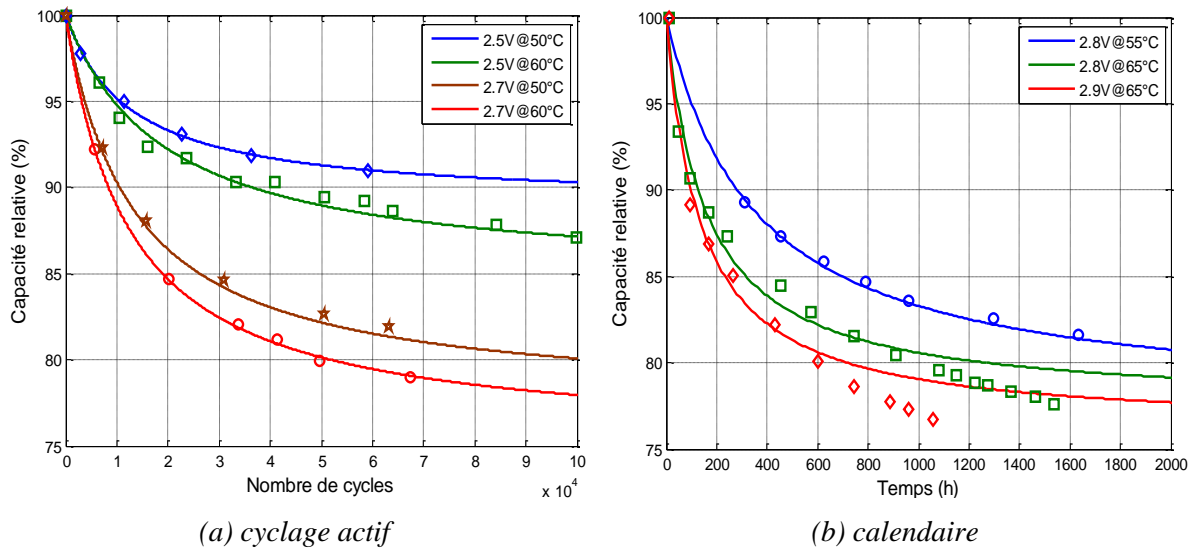 100
95
90
85
80
75
Capacité relative (%)
2.5V@50°C
2.5V@60°C
2.7V@50°C
2.7V@60°C
0 1 2 3 4 5 6 7 8 9 10
Nombre de cycles
x 10^4
(a) cyclage actif
100
95
90
85
80
75
Capacité relative (%)
2.8V@55°C
2.8V@65°C
2.9V@65°C
0 200 400 600 800 1000 1200 1400 1600 1800 2000
Temps (h)
(b) calendaire